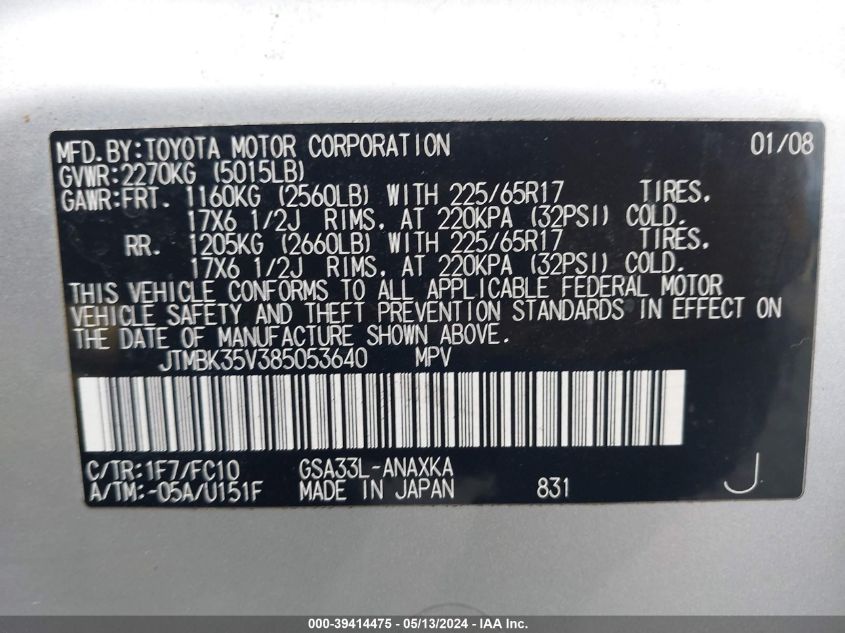 MFD.BY:TOYOTA MOTOR CORPORATION 01/08
GVWR:2270KG (5015LB)
GAWR:FRT. 1160KG (2560LB) WITH 225/65R17 TIRES,
17X6 1/2J RIMS, AT 220KPA (32PSI) COLD.
RR. 1205KG (2660LB) WITH 225/65R17 TIRES,
17X6 1/2J RIMS, AT 220KPA (32PSI) COLD.
THIS VEHICLE CONFORMS TO ALL APPLICABLE FEDERAL MOTOR
VEHICLE SAFETY AND THEFT PREVENTION STANDARDS IN EFFECT ON
THE DATE OF MANUFACTURE SHOWN ABOVE.
JTMBK35V385053640 MPV
C/TR:1F7/FC10 GSA33L-ANAXKA
A/TM:-05A/U151F MADE IN JAPAN 831 J
000-39414475 - 05/13/2024 - IAA Inc.